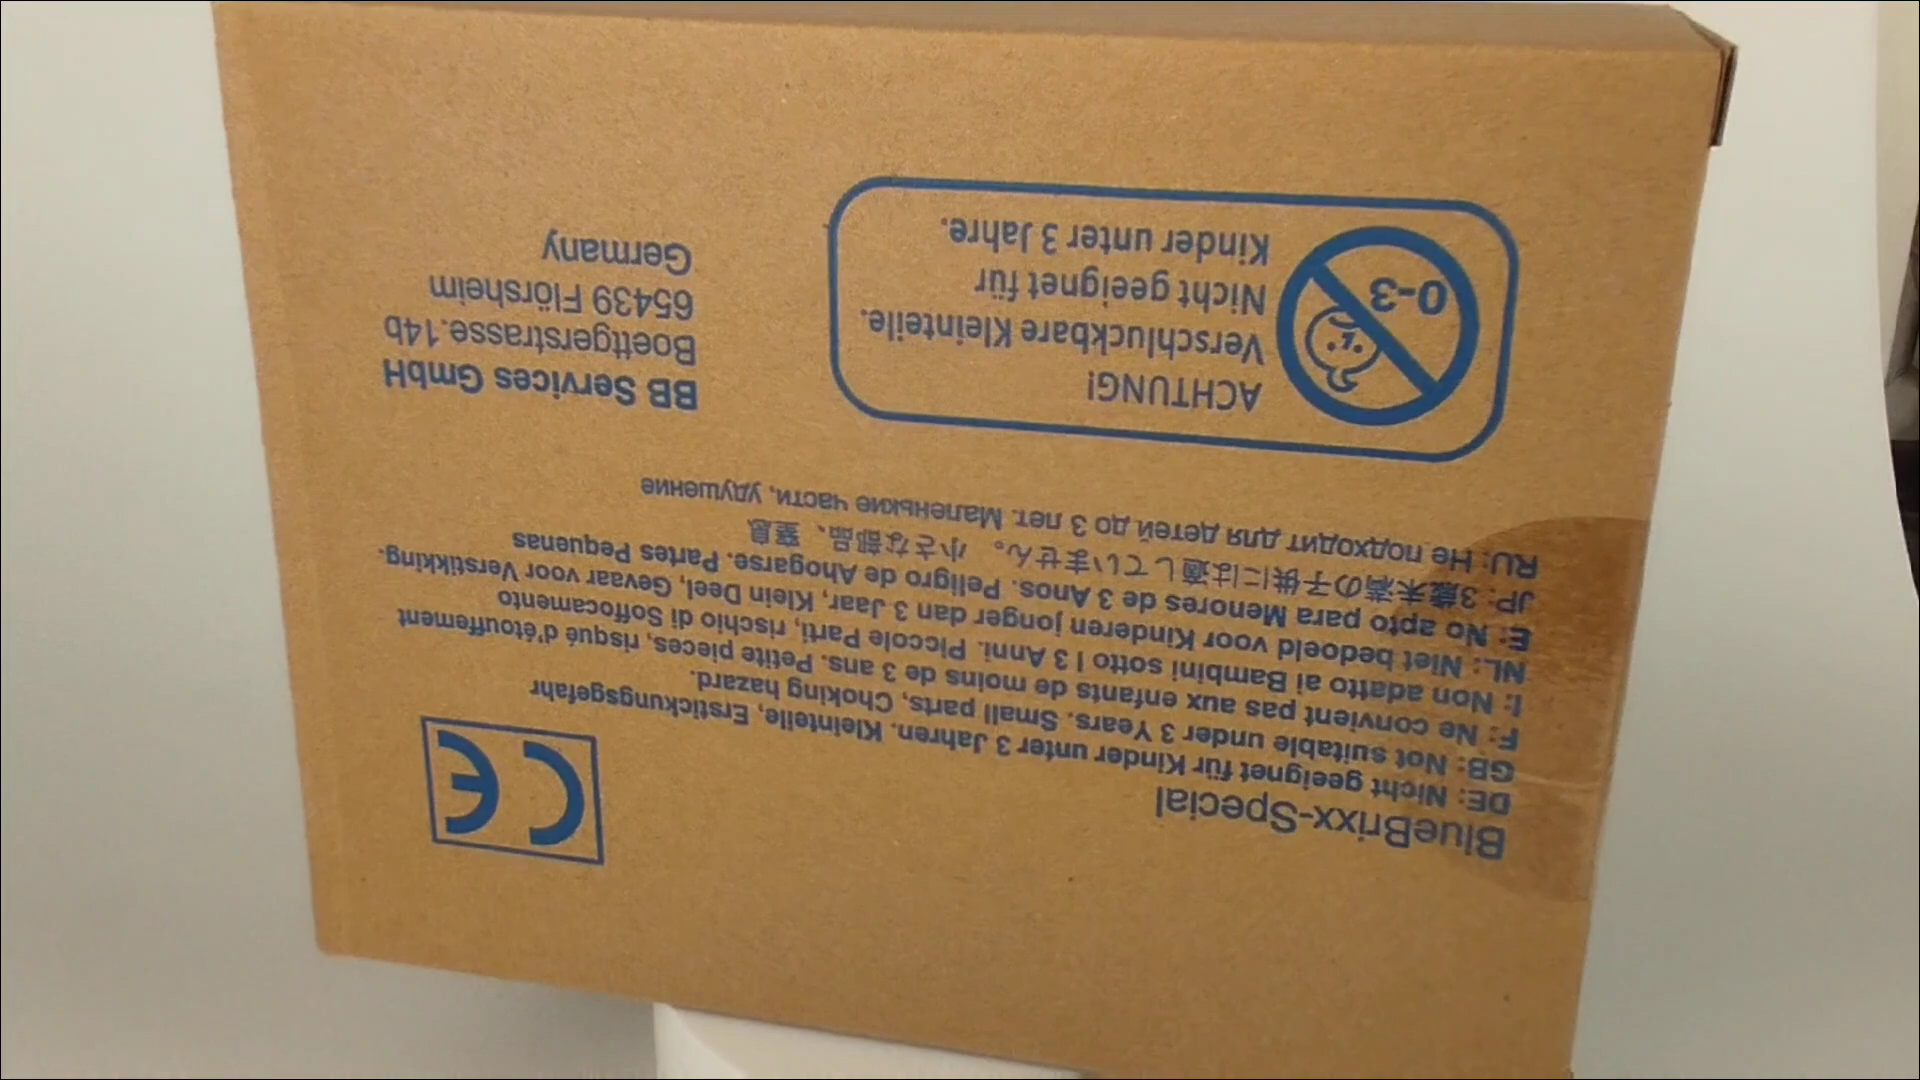 BlueBrixx-Special
DE: Nicht geeignet für Kinder unter 3 Jahren. Kleinteile, Erstickungsgefahr
GB: Not suitable under 3 Years. Small parts, Choking hazard.
F: Ne convient pas aux enfants de moins de 3 ans. Petite pieces, risqué d'étouffement
I: Non adatto ai Bambini sotto I 3 Anni. Piccole Parti, rischio di Soffocamento
NL: Niet bedoeld voor Kinderen jonger dan 3 Jaar, Klein Deel, Gevaar voor Verstikking.
E: No apto para Menores de 3 Anos. Peligro de Ahogarse. Partes Pequenas
JP: 3歳未満の子供には適していません。 小さな部品、窒息
RU: Не подходит для детей до 3 лет. Маленькие части, удушение
CE
ACHTUNG!
Verschluckbare Kleinteile.
Nicht geeignet für
Kinder unter 3 Jahre.
0-3
BB Services GmbH
Boettgerstrasse.14b
65439 Flörsheim
Germany